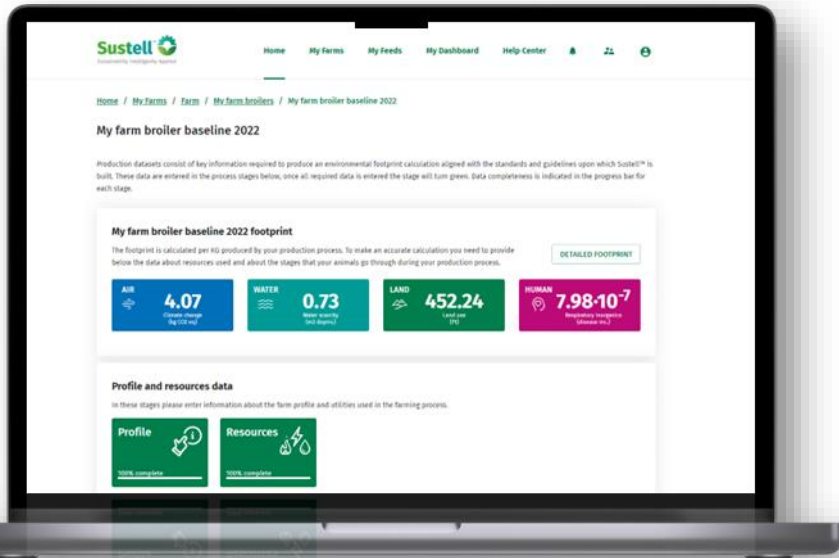 Sustell
Home My Farms My Feeds My Dashboard Help Center
Home / My Farms / Farm / My farm broilers / My farm broiler baseline 2022
My farm broiler baseline 2022
Production datasets consist of key information required to produce an environmental footprint calculation aligned with the standards and guidelines upon which Sustell™ is
built. These data are entered in the process stages below, once all required data is entered the stage will turn green. Data completeness is indicated in the progress bar for
each stage.
My farm broiler baseline 2022 footprint
The footprint is calculated per KG produced by your production process. To make an accurate calculation you need to provide
below the data about resources used and about the stages that your animals go through during your production process.
DETAILED FOOTPRINT
AIR
4.07
Climate change
(kg CO2 eq)
WATER
0.73
Water scarcity
(m3 depriv.)
LAND
452.24
Land use
(Pt)
HUMAN
7.98·10⁻⁷
Respiratory inorganics
(disease inc.)
Profile and resources data
In these stages please enter information about the farm profile and utilities used in the farming process.
Profile
100% complete
Resources
100% complete